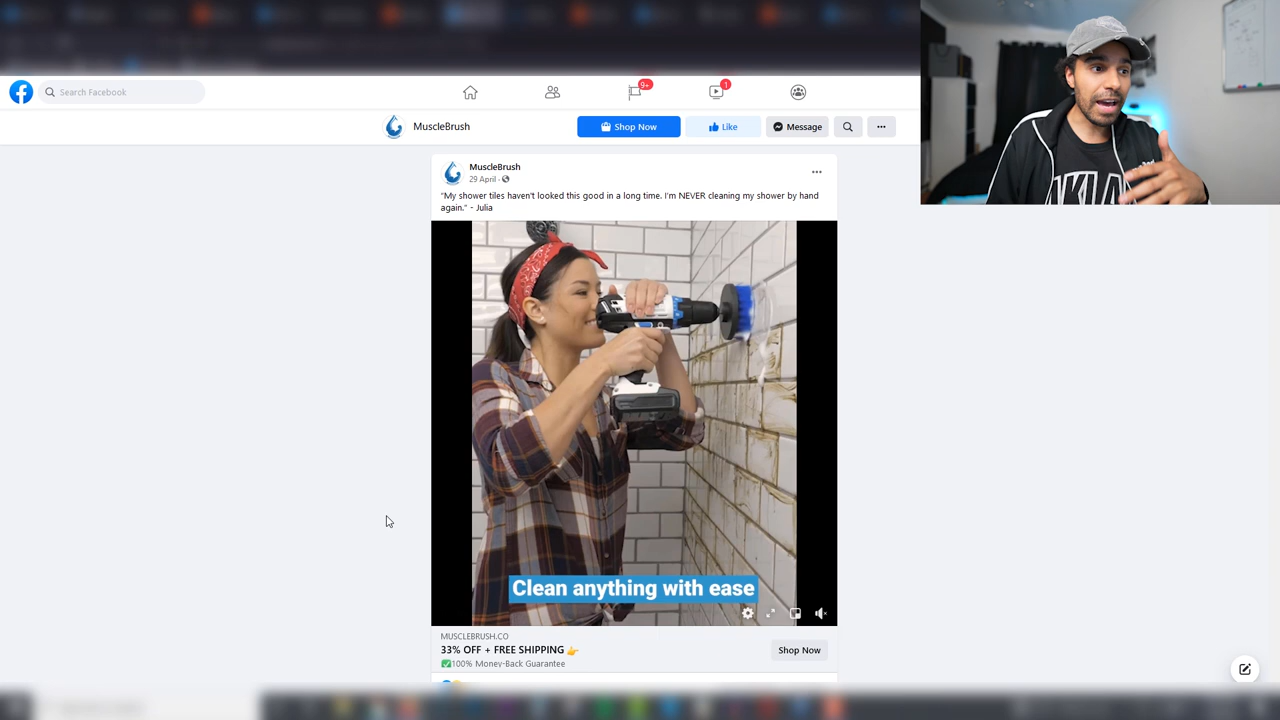 Search Facebook
9+
1
MuscleBrush
Shop Now
Like
Message
MuscleBrush
29 April
"My shower tiles haven't looked this good in a long time. I'm NEVER cleaning my shower by hand
again." - Julia
Clean anything with ease
MUSCLEBRUSH.CO
33% OFF + FREE SHIPPING 👉
✅100% Money-Back Guarantee
Shop Now